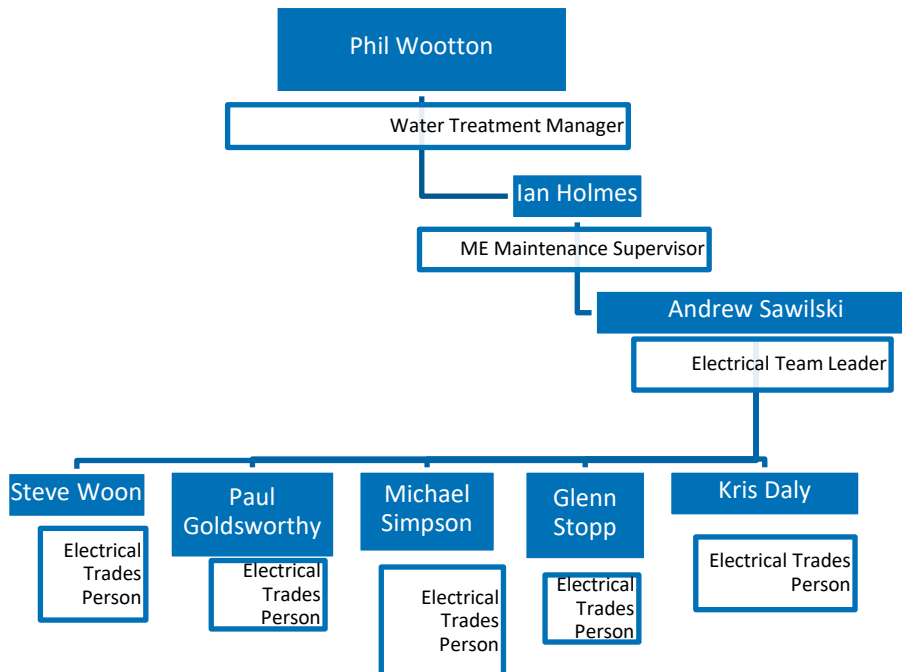 Phil Wootton
Water Treatment Manager
Ian Holmes
ME Maintenance Supervisor
Andrew Sawilski
Electrical Team Leader
Steve Woon
Electrical
Trades
Person
Paul
Goldsworthy
Electrical
Trades
Person
Michael
Simpson
Electrical
Trades
Person
Glenn
Stopp
Electrical
Trades
Person
Kris Daly
Electrical Trades
Person